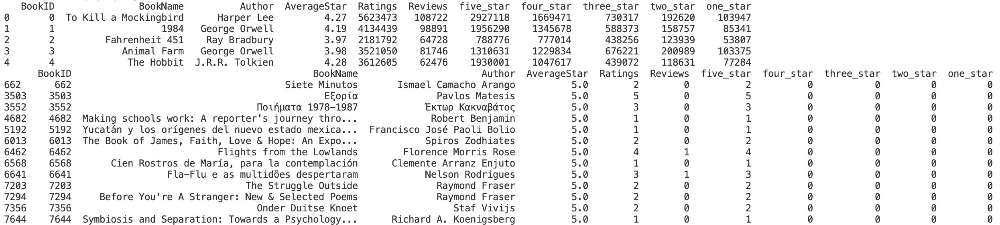 BookID BookName Author AverageStar Ratings Reviews five_star four_star three_star two_star one_star
0 0 To Kill a Mockingbird Harper Lee 4.27 5623473 108722 2927118 1669471 730317 192620 103947
1 1 1984 George Orwell 4.19 4134439 98891 1956290 1345678 588373 158757 85341
2 2 Fahrenheit 451 Ray Bradbury 3.97 2181792 64728 788776 777014 438256 123939 53807
3 3 Animal Farm George Orwell 3.98 3521050 81746 1310631 1229834 676221 200989 103375
4 4 The Hobbit J.R.R. Tolkien 4.28 3612605 62476 1930001 1047617 439072 118631 77284
BookID BookName Author AverageStar Ratings Reviews five_star four_star three_star two_star one_star
662 662 Siete Minutos Ismael Camacho Arango 5.0 2 0 2 0 0 0 0
3503 3503 Εξορία Pavlos Matesis 5.0 5 0 5 0 0 0 0
3552 3552 Ποιήματα 1978–1987 Έκτωρ Κακναβάτος 5.0 3 0 3 0 0 0 0
4682 4682 Making schools work: A reporter's journey thro... Robert Benjamin 5.0 1 0 1 0 0 0 0
5192 5192 Yucatán y los orígenes del nuevo estado mexica... Francisco José Paoli Bolio 5.0 1 0 1 0 0 0 0
6013 6013 The Book of James, Faith, Love & Hope: An Expo... Spiros Zodhiates 5.0 2 0 2 0 0 0 0
6462 6462 Flights from the Lowlands Florence Morris Rose 5.0 4 1 4 0 0 0 0
6568 6568 Cien Rostros de María, para la contemplación Clemente Arranz Enjuto 5.0 1 0 1 0 0 0 0
6641 6641 Fla-Flu e as multidões despertaram Nelson Rodrigues 5.0 3 1 3 0 0 0 0
7203 7203 The Struggle Outside Raymond Fraser 5.0 2 0 2 0 0 0 0
7294 7294 Before You're A Stranger: New & Selected Poems Raymond Fraser 5.0 2 0 2 0 0 0 0
7356 7356 Onder Duitse Knoet Staf Vivijs 5.0 2 0 2 0 0 0 0
7644 7644 Symbiosis and Separation: Towards a Psychology... Richard A. Koenigsberg 5.0 1 0 1 0 0 0 0